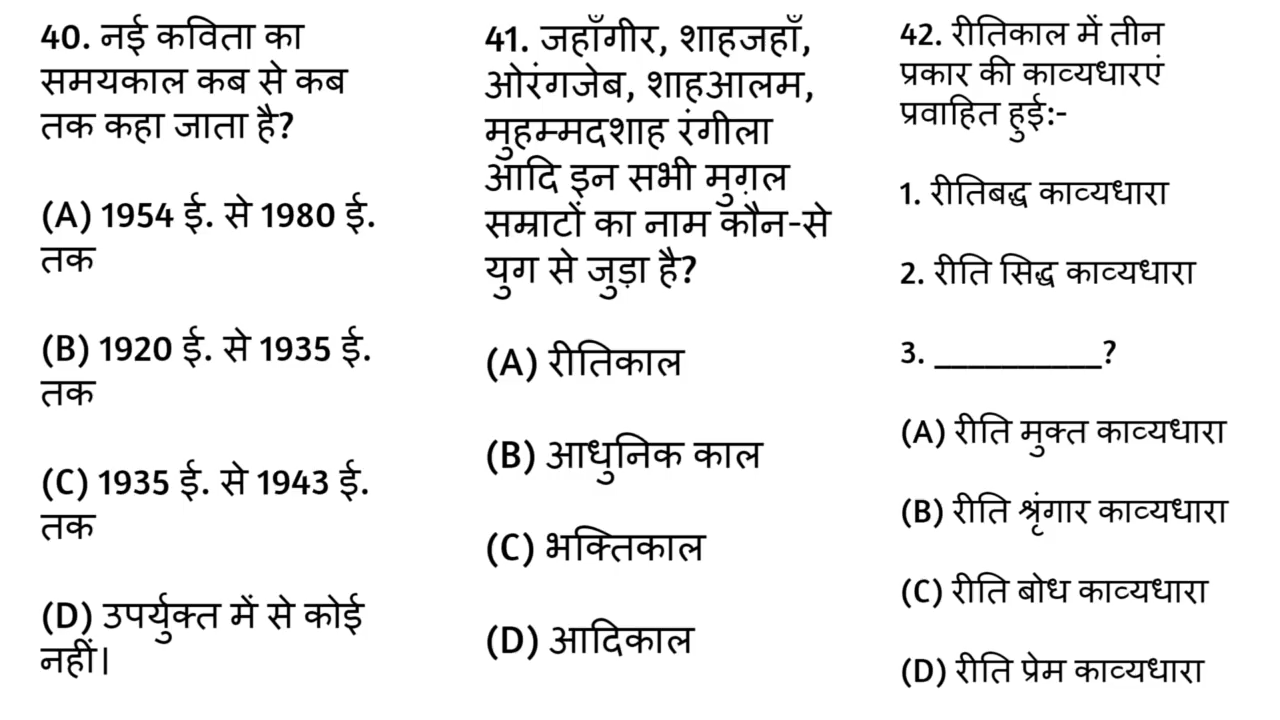 40. नई कविता का
समयकाल कब से कब
तक कहा जाता है?
(A) 1954 ई. से 1980 ई.
तक
(B) 1920 ई. से 1935 ई.
तक
(C) 1935 ई. से 1943 ई.
तक
(D) उपर्युक्त में से कोई
नहीं।
41. जहाँगीर, शाहजहाँ,
ओरंगजेब, शाहआलम,
मुहम्मदशाह रंगीला
आदि इन सभी मुग़ल
सम्राटों का नाम कौन-से
युग से जुड़ा है?
(A) रीतिकाल
(B) आधुनिक काल
(C) भक्तिकाल
(D) आदिकाल
42. रीतिकाल में तीन
प्रकार की काव्यधारएं
प्रवाहित हुई:-
1. रीतिबद्ध काव्यधारा
2. रीति सिद्ध काव्यधारा
3. __________?
(A) रीति मुक्त काव्यधारा
(B) रीति श्रृंगार काव्यधारा
(C) रीति बोध काव्यधारा
(D) रीति प्रेम काव्यधारा